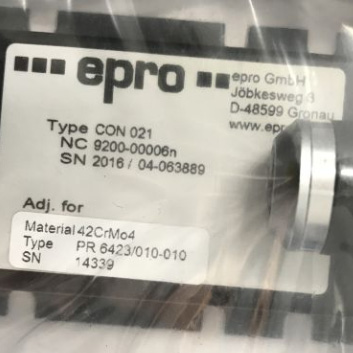 epro
epro GmbH
Jöbkesweg 3
D-48599 Gronau
Type CON 021
NC 9200-00006n
SN 2016 / 04-063889
Adj. for
Material 42CrMo4
Type PR 6423/010-010
SN 14339